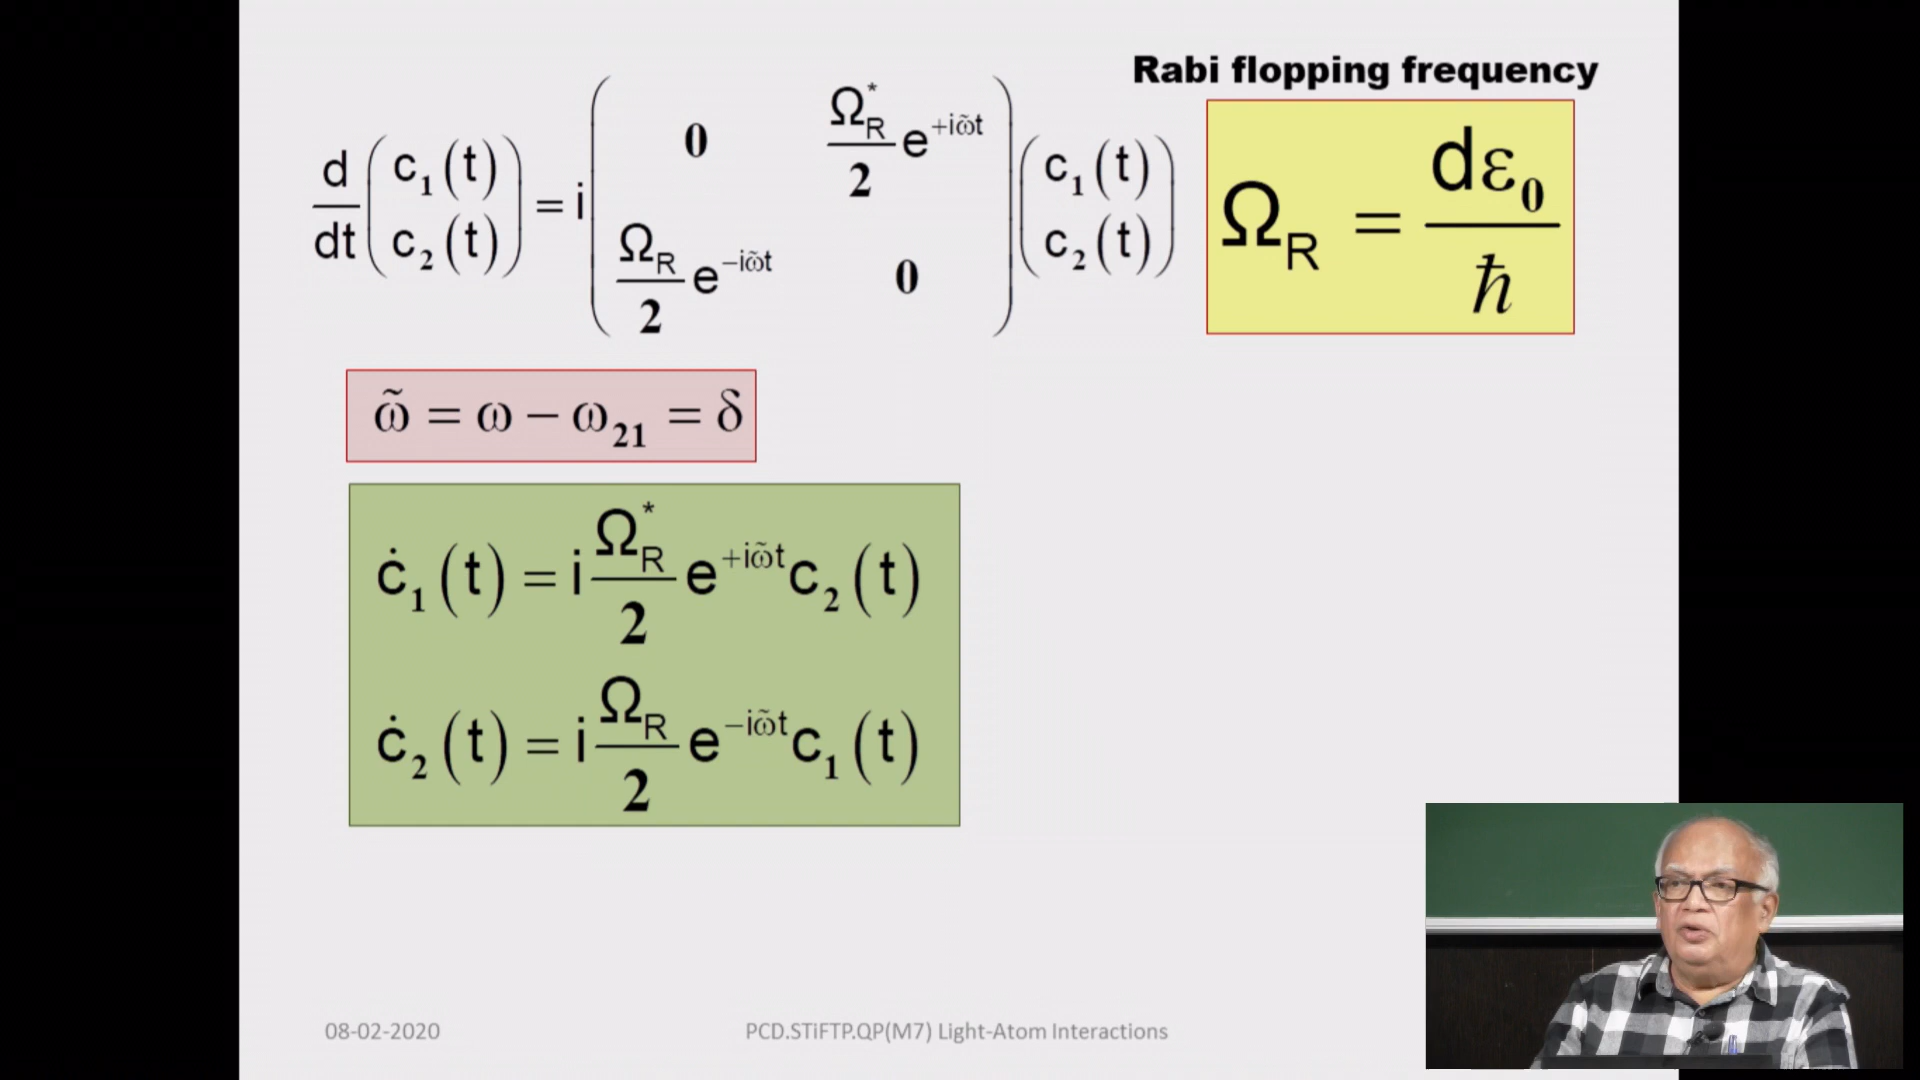 Rabi flopping frequency
d/dt (c₁(t) c₂(t)) = i (0 Ω*_R/2 e^{+iω̃t} Ω_R/2 e^{-iω̃t} 0) (c₁(t) c₂(t))
Ω_R = dε₀/ħ
ω̃ = ω − ω₂₁ = δ
ċ₁(t) = i Ω*_R/2 e^{+iω̃t} c₂(t)
ċ₂(t) = i Ω_R/2 e^{−iω̃t} c₁(t)
08-02-2020
PCD.STiFTP.QP(M7) Light-Atom Interactions